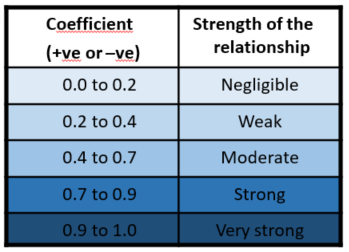 Coefficient Strength of the
(+ve or –ve) relationship
0.0 to 0.2 Negligible
0.2 to 0.4 Weak
0.4 to 0.7 Moderate
0.7 to 0.9 Strong
0.9 to 1.0 Very strong